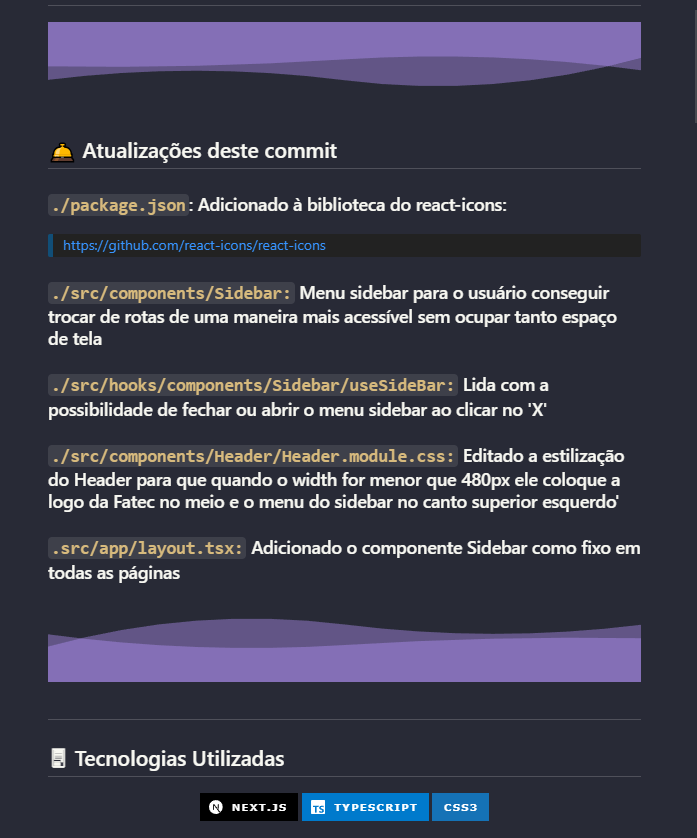 Atualizações deste commit
./package.json: Adicionado à biblioteca do react-icons:
https://github.com/react-icons/react-icons
./src/components/Sidebar: Menu sidebar para o usuário conseguir
trocar de rotas de uma maneira mais acessível sem ocupar tanto espaço
de tela
./src/hooks/components/Sidebar/useSideBar: Lida com a
possibilidade de fechar ou abrir o menu sidebar ao clicar no 'X'
./src/components/Header/Header.module.css: Editado a estilização
do Header para que quando o width for menor que 480px ele coloque a
logo da Fatec no meio e o menu do sidebar no canto superior esquerdo'
.src/app/layout.tsx: Adicionado o componente Sidebar como fixo em
todas as páginas
Tecnologias Utilizadas
N NEXT.JS TS TYPESCRIPT CSS3